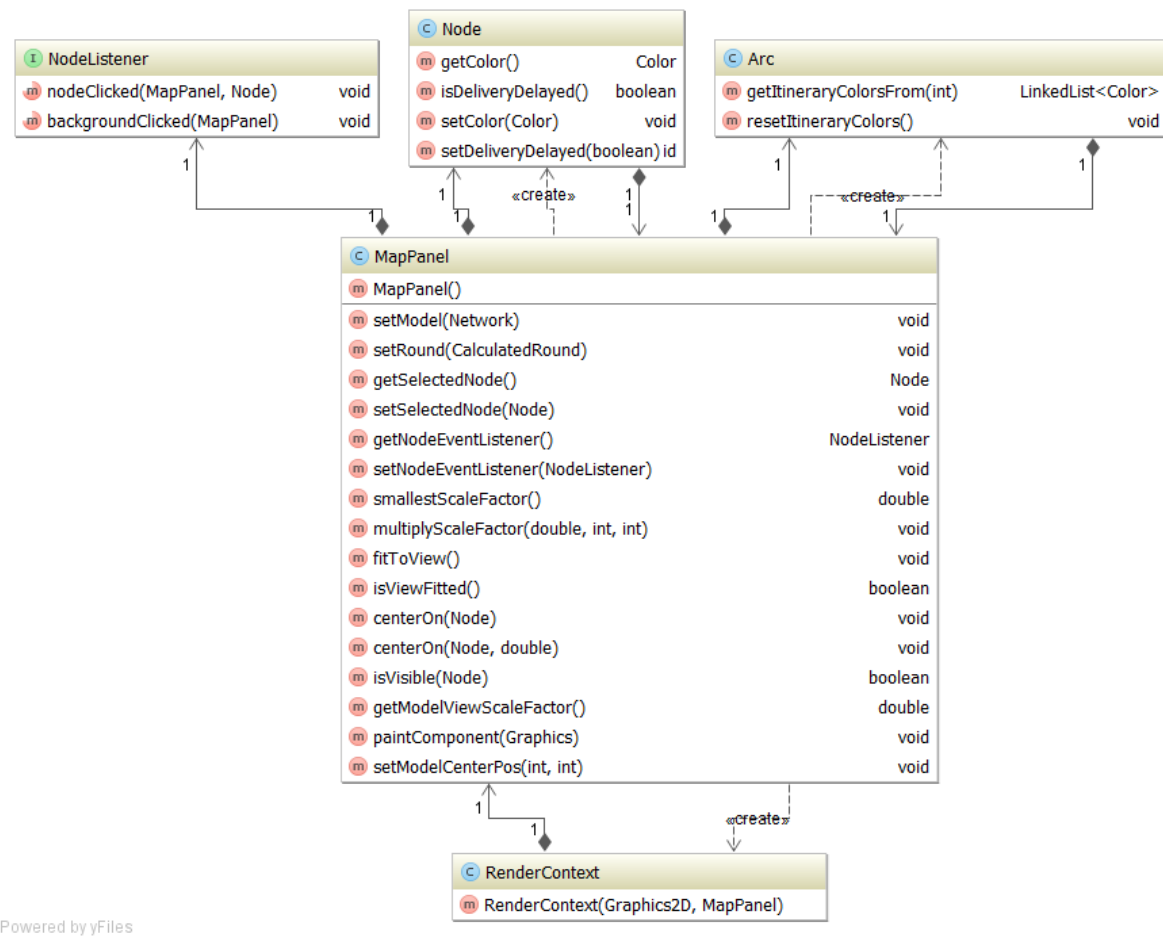 C Node
m getColor() Color
m isDeliveryDelayed() boolean
m setColor(Color) void
m setDeliveryDelayed(boolean) id
I NodeListener
m nodeClicked(MapPanel, Node) void
m backgroundClicked(MapPanel) void
C Arc
m getItineraryColorsFrom(int) LinkedList<Color>
m resetItineraryColors() void
1 1 1 1 1
«create» «create»
1 1 1 1 1
C MapPanel
m MapPanel()
m setModel(Network) void
m setRound(CalculatedRound) void
m getSelectedNode() Node
m setSelectedNode(Node) void
m getNodeEventListener() NodeListener
m setNodeEventListener(NodeListener) void
m smallestScaleFactor() double
m multiplyScaleFactor(double, int, int) void
m fitToView() void
m isViewFitted() boolean
m centerOn(Node) void
m centerOn(Node, double) void
m isVisible(Node) boolean
m getModelViewScaleFactor() double
m paintComponent(Graphics) void
m setModelCenterPos(int, int) void
1
1
«create»
C RenderContext
m RenderContext(Graphics2D, MapPanel)
Powered by yFiles